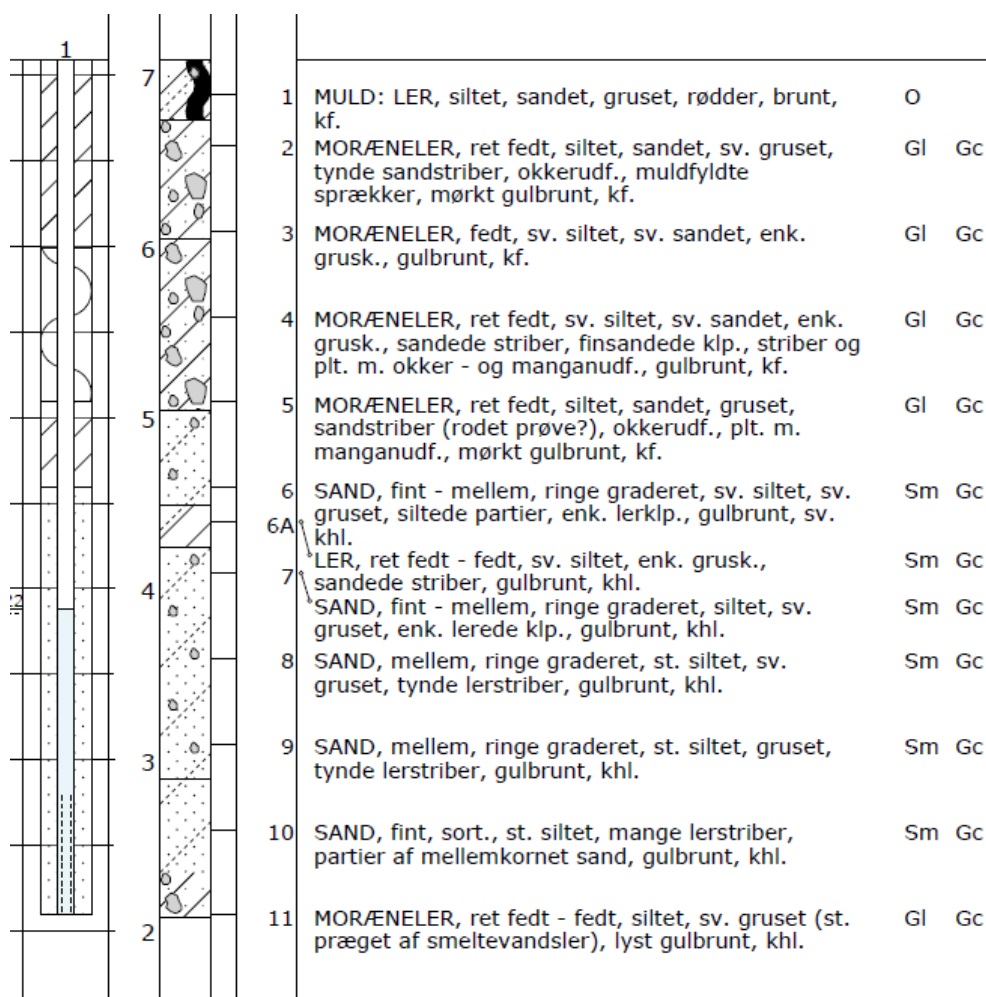 1
7
6
5
4
3
2
22
1 MULD: LER, siltet, sandet, gruset, rødder, brunt, O
kf.
2 MORÆNELER, ret fedt, siltet, sandet, sv. gruset, Gl Gc
tynde sandstriber, okkerudf., muldfyldte
sprækker, mørkt gulbrunt, kf.
3 MORÆNELER, fedt, sv. siltet, sv. sandet, enk. Gl Gc
grusk., gulbrunt, kf.
4 MORÆNELER, ret fedt, sv. siltet, sv. sandet, enk. Gl Gc
grusk., sandede striber, finsandede klp., striber og
plt. m. okker - og manganudf., gulbrunt, kf.
5 MORÆNELER, ret fedt, siltet, sandet, gruset, Gl Gc
sandstriber (rodet prøve?), okkerudf., plt. m.
manganudf., mørkt gulbrunt, kf.
6 SAND, fint - mellem, ringe graderet, sv. siltet, sv. Sm Gc
gruset, siltede partier, enk. lerklp., gulbrunt, sv.
khl.
6A LER, ret fedt - fedt, sv. siltet, enk. grusk., Sm Gc
sandede striber, gulbrunt, khl.
7 SAND, fint - mellem, ringe graderet, siltet, sv. Sm Gc
gruset, enk. lerede klp., gulbrunt, khl.
8 SAND, mellem, ringe graderet, st. siltet, sv. Sm Gc
gruset, tynde lerstriber, gulbrunt, khl.
9 SAND, mellem, ringe graderet, st. siltet, gruset, Sm Gc
tynde lerstriber, gulbrunt, khl.
10 SAND, fint, sort., st. siltet, mange lerstriber, Sm Gc
partier af mellemkornet sand, gulbrunt, khl.
11 MORÆNELER, ret fedt - fedt, siltet, sv. gruset (st. Gl Gc
præget af smeltevandsler), lyst gulbrunt, khl.